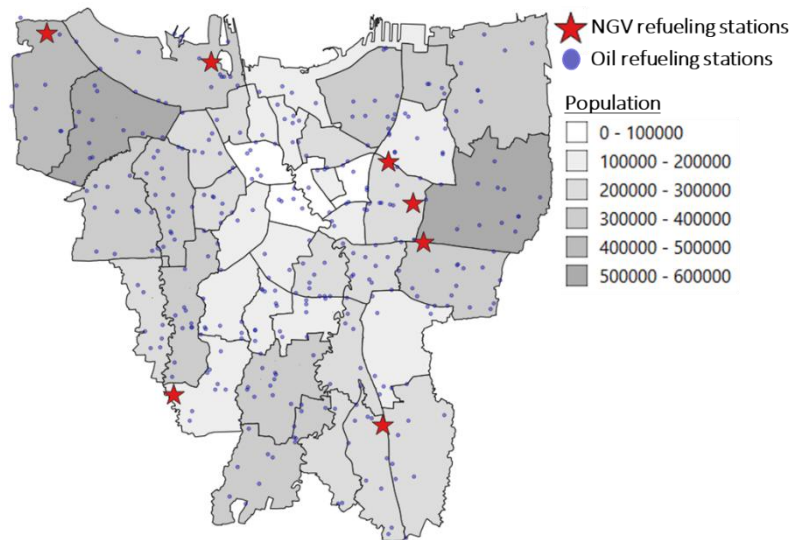 NGV refueling stations
Oil refueling stations
Population
0 - 100000
100000 - 200000
200000 - 300000
300000 - 400000
400000 - 500000
500000 - 600000